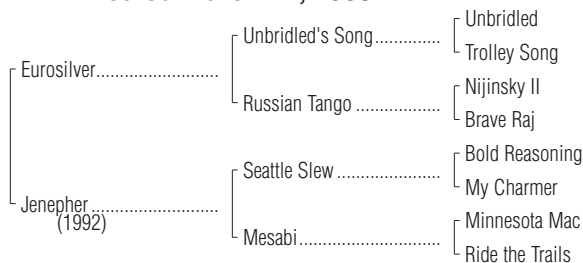 Unbridled
Unbridled's Song..............
Trolley Song
Eurosilver..........................
Nijinsky II
Russian Tango ..................
Brave Raj
Bold Reasoning
Seattle Slew ......................
My Charmer
Jenepher ...........................
(1992)
Minnesota Mac
Mesabi..............................
Ride the Trails